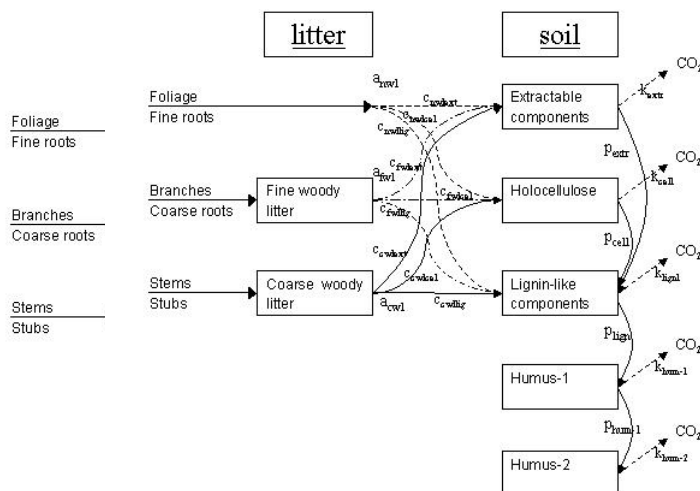 litter
soil
CO2
a_nwl
k_extr
Foliage
Fine roots
c_nwlext
Extractable components
Foliage
Fine roots
c_nwlcel
c_nwllig
p_extr
CO2
c_fwlext
a_fwl
k_cell
Branches
Coarse roots
Fine woody litter
c_fwlcel
Holocellulose
Branches
Coarse roots
c_fwllig
p_cell
CO2
c_cwlext
c_cwlcel
k_lign1
Stems
Stubs
Coarse woody litter
c_cwllig
Lignin-like components
Stems
Stubs
a_cwl
p_lign
CO2
Humus-1
k_hum-1
p_hum-1
CO2
Humus-2
k_hum-2